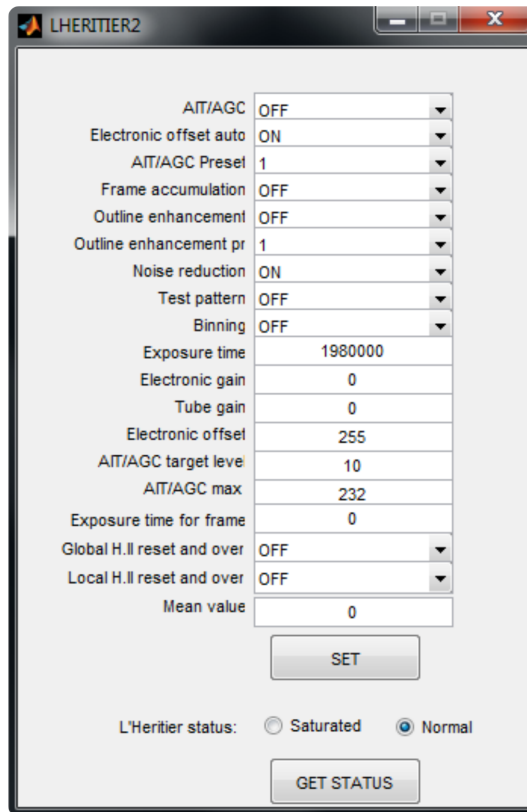 LHERITIER2
AIT/AGC OFF
Electronic offset auto ON
AIT/AGC Preset 1
Frame accumulation OFF
Outline enhancement OFF
Outline enhancement pr 1
Noise reduction ON
Test pattern OFF
Binning OFF
Exposure time 1980000
Electronic gain 0
Tube gain 0
Electronic offset 255
AIT/AGC target level 10
AIT/AGC max 232
Exposure time for frame 0
Global H.II reset and over OFF
Local H.II reset and over OFF
Mean value 0
SET
L'Heritier status: Saturated Normal
GET STATUS